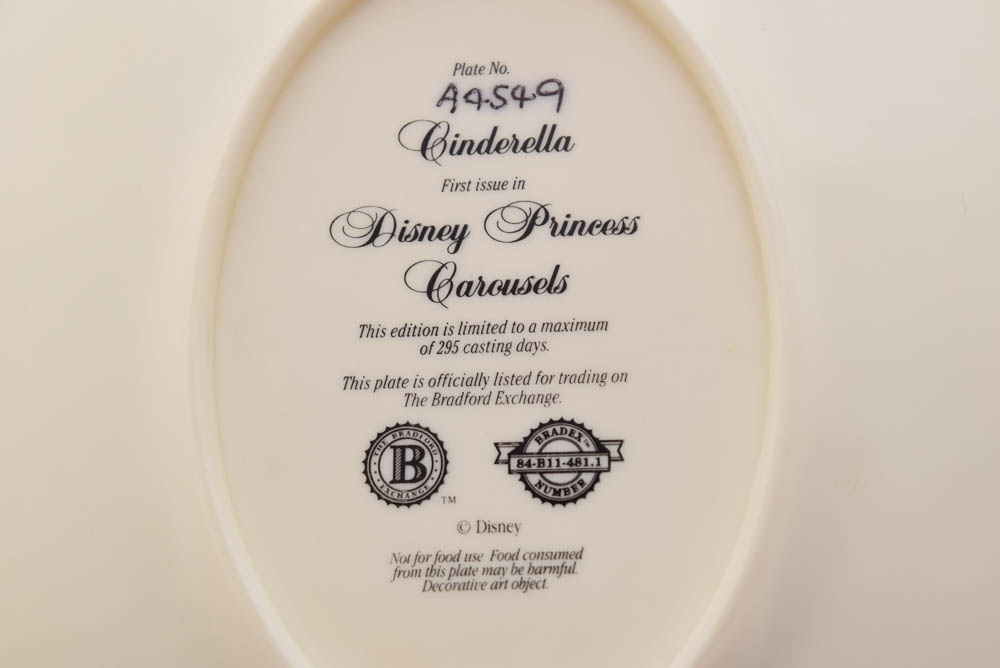 Plate No.
A4549
Cinderella
First issue in
Disney Princess
Carousels
This edition is limited to a maximum
of 295 casting days.
This plate is officially listed for trading on
The Bradford Exchange.
THE BRADFORD
B
EXCHANGE
TM
BRADEX™
84-B11-481.1
NUMBER
© Disney
Not for food use Food consumed
from this plate may be harmful.
Decorative art object.